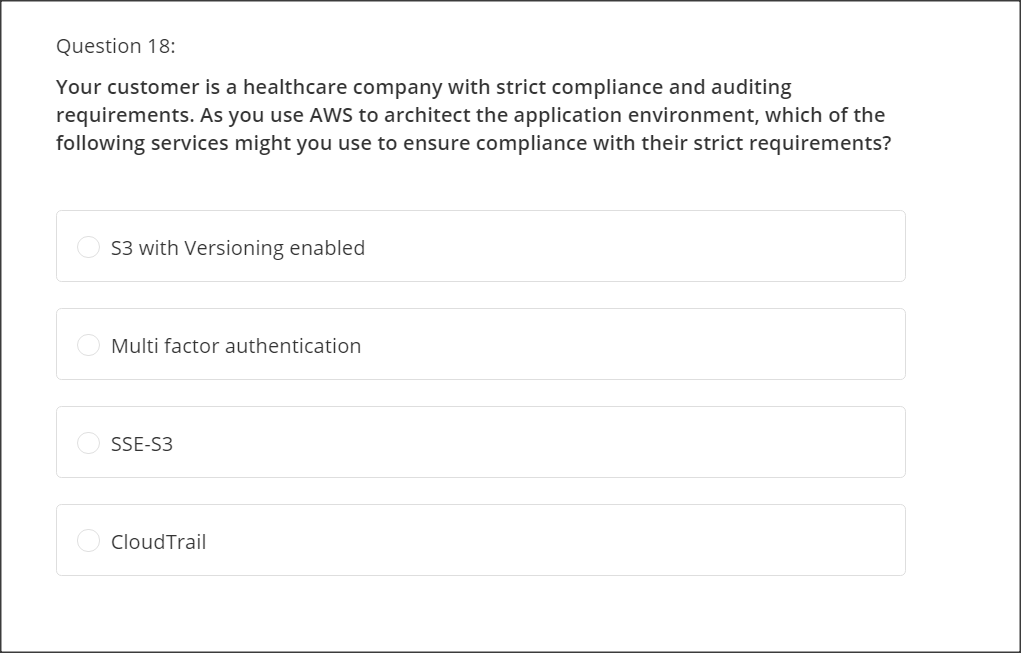 Question 18:
Your customer is a healthcare company with strict compliance and auditing
requirements. As you use AWS to architect the application environment, which of the
following services might you use to ensure compliance with their strict requirements?
S3 with Versioning enabled
Multi factor authentication
SSE-S3
CloudTrail